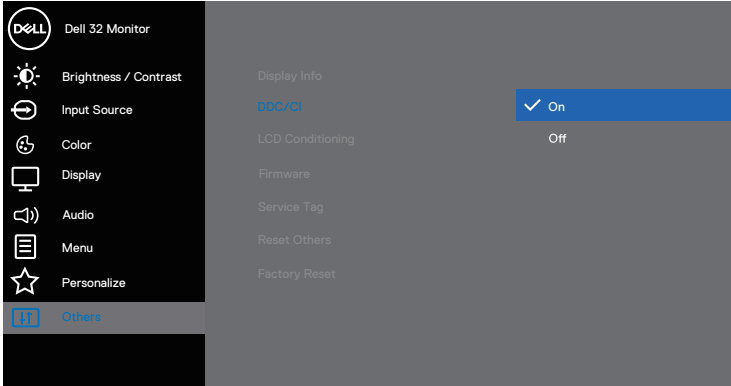 DELL
Dell 32 Monitor
Brightness / Contrast
Input Source
Color
Display
Audio
Menu
Personalize
Others
Display Info
DDC/CI
LCD Conditioning
Firmware
Service Tag
Reset Others
Factory Reset
On
Off